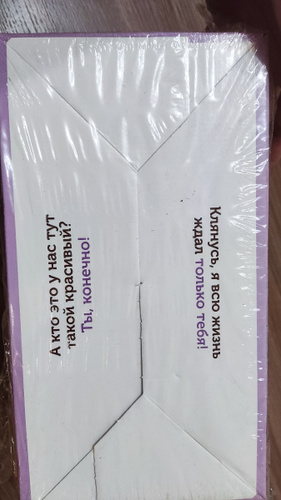 А кто это у нас тут
такой красивый?
Ты, конечно!
Клянусь, я всю жизнь
ждал только тебя!